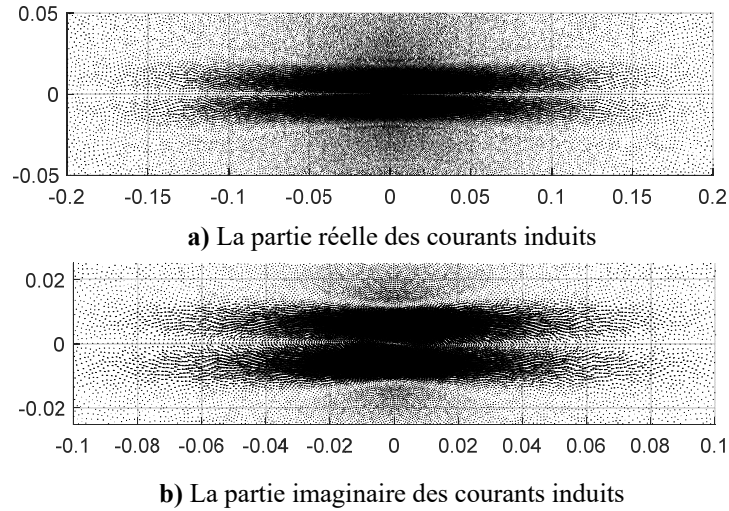 0.05
0
-0.05
-0.2 -0.15 -0.1 -0.05 0 0.05 0.1 0.15 0.2
a) La partie réelle des courants induits
0.02
0
-0.02
-0.1 -0.08 -0.06 -0.04 -0.02 0 0.02 0.04 0.06 0.08 0.1
b) La partie imaginaire des courants induits